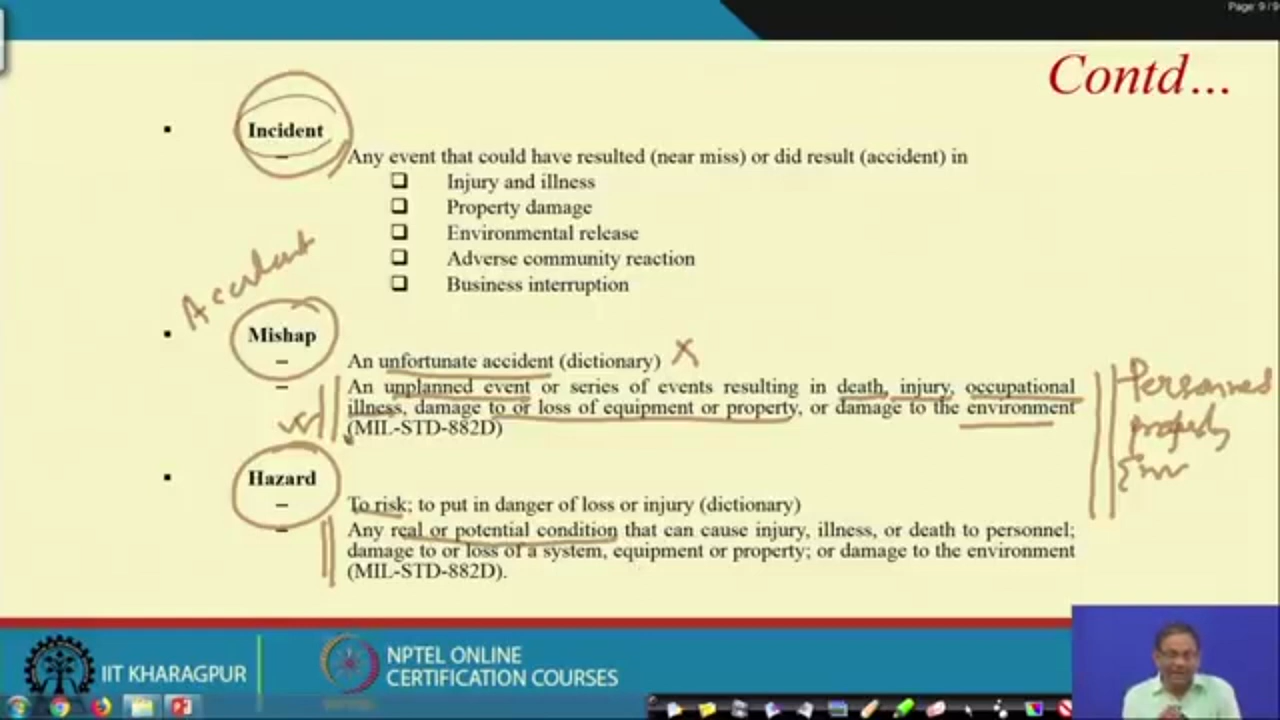 Page: 9 / 9
Contd...
▪ Incident
– Any event that could have resulted (near miss) or did result (accident) in
❑ Injury and illness
❑ Property damage
❑ Environmental release
❑ Adverse community reaction
❑ Business interruption
Accident
▪ Mishap
– An unfortunate accident (dictionary) X
– An unplanned event or series of events resulting in death, injury, occupational
illness, damage to or loss of equipment or property, or damage to the environment
(MIL-STD-882D)
Personned
property
Env
▪ Hazard
– To risk; to put in danger of loss or injury (dictionary)
– Any real or potential condition that can cause injury, illness, or death to personnel;
damage to or loss of a system, equipment or property; or damage to the environment
(MIL-STD-882D).
IIT KHARAGPUR
NPTEL ONLINE
CERTIFICATION COURSES